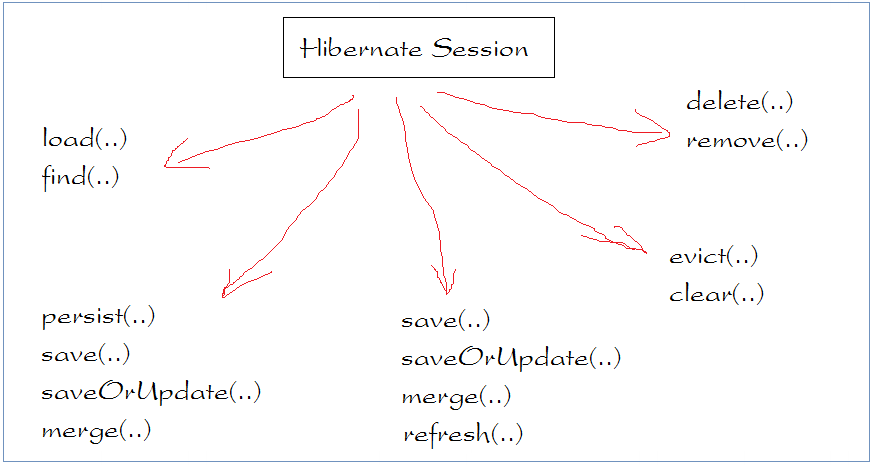 Hibernate Session
load(..)
find(..)
persist(..)
save(..)
saveOrUpdate(..)
merge(..)
save(..)
saveOrUpdate(..)
merge(..)
refresh(..)
evict(..)
clear(..)
delete(..)
remove(..)